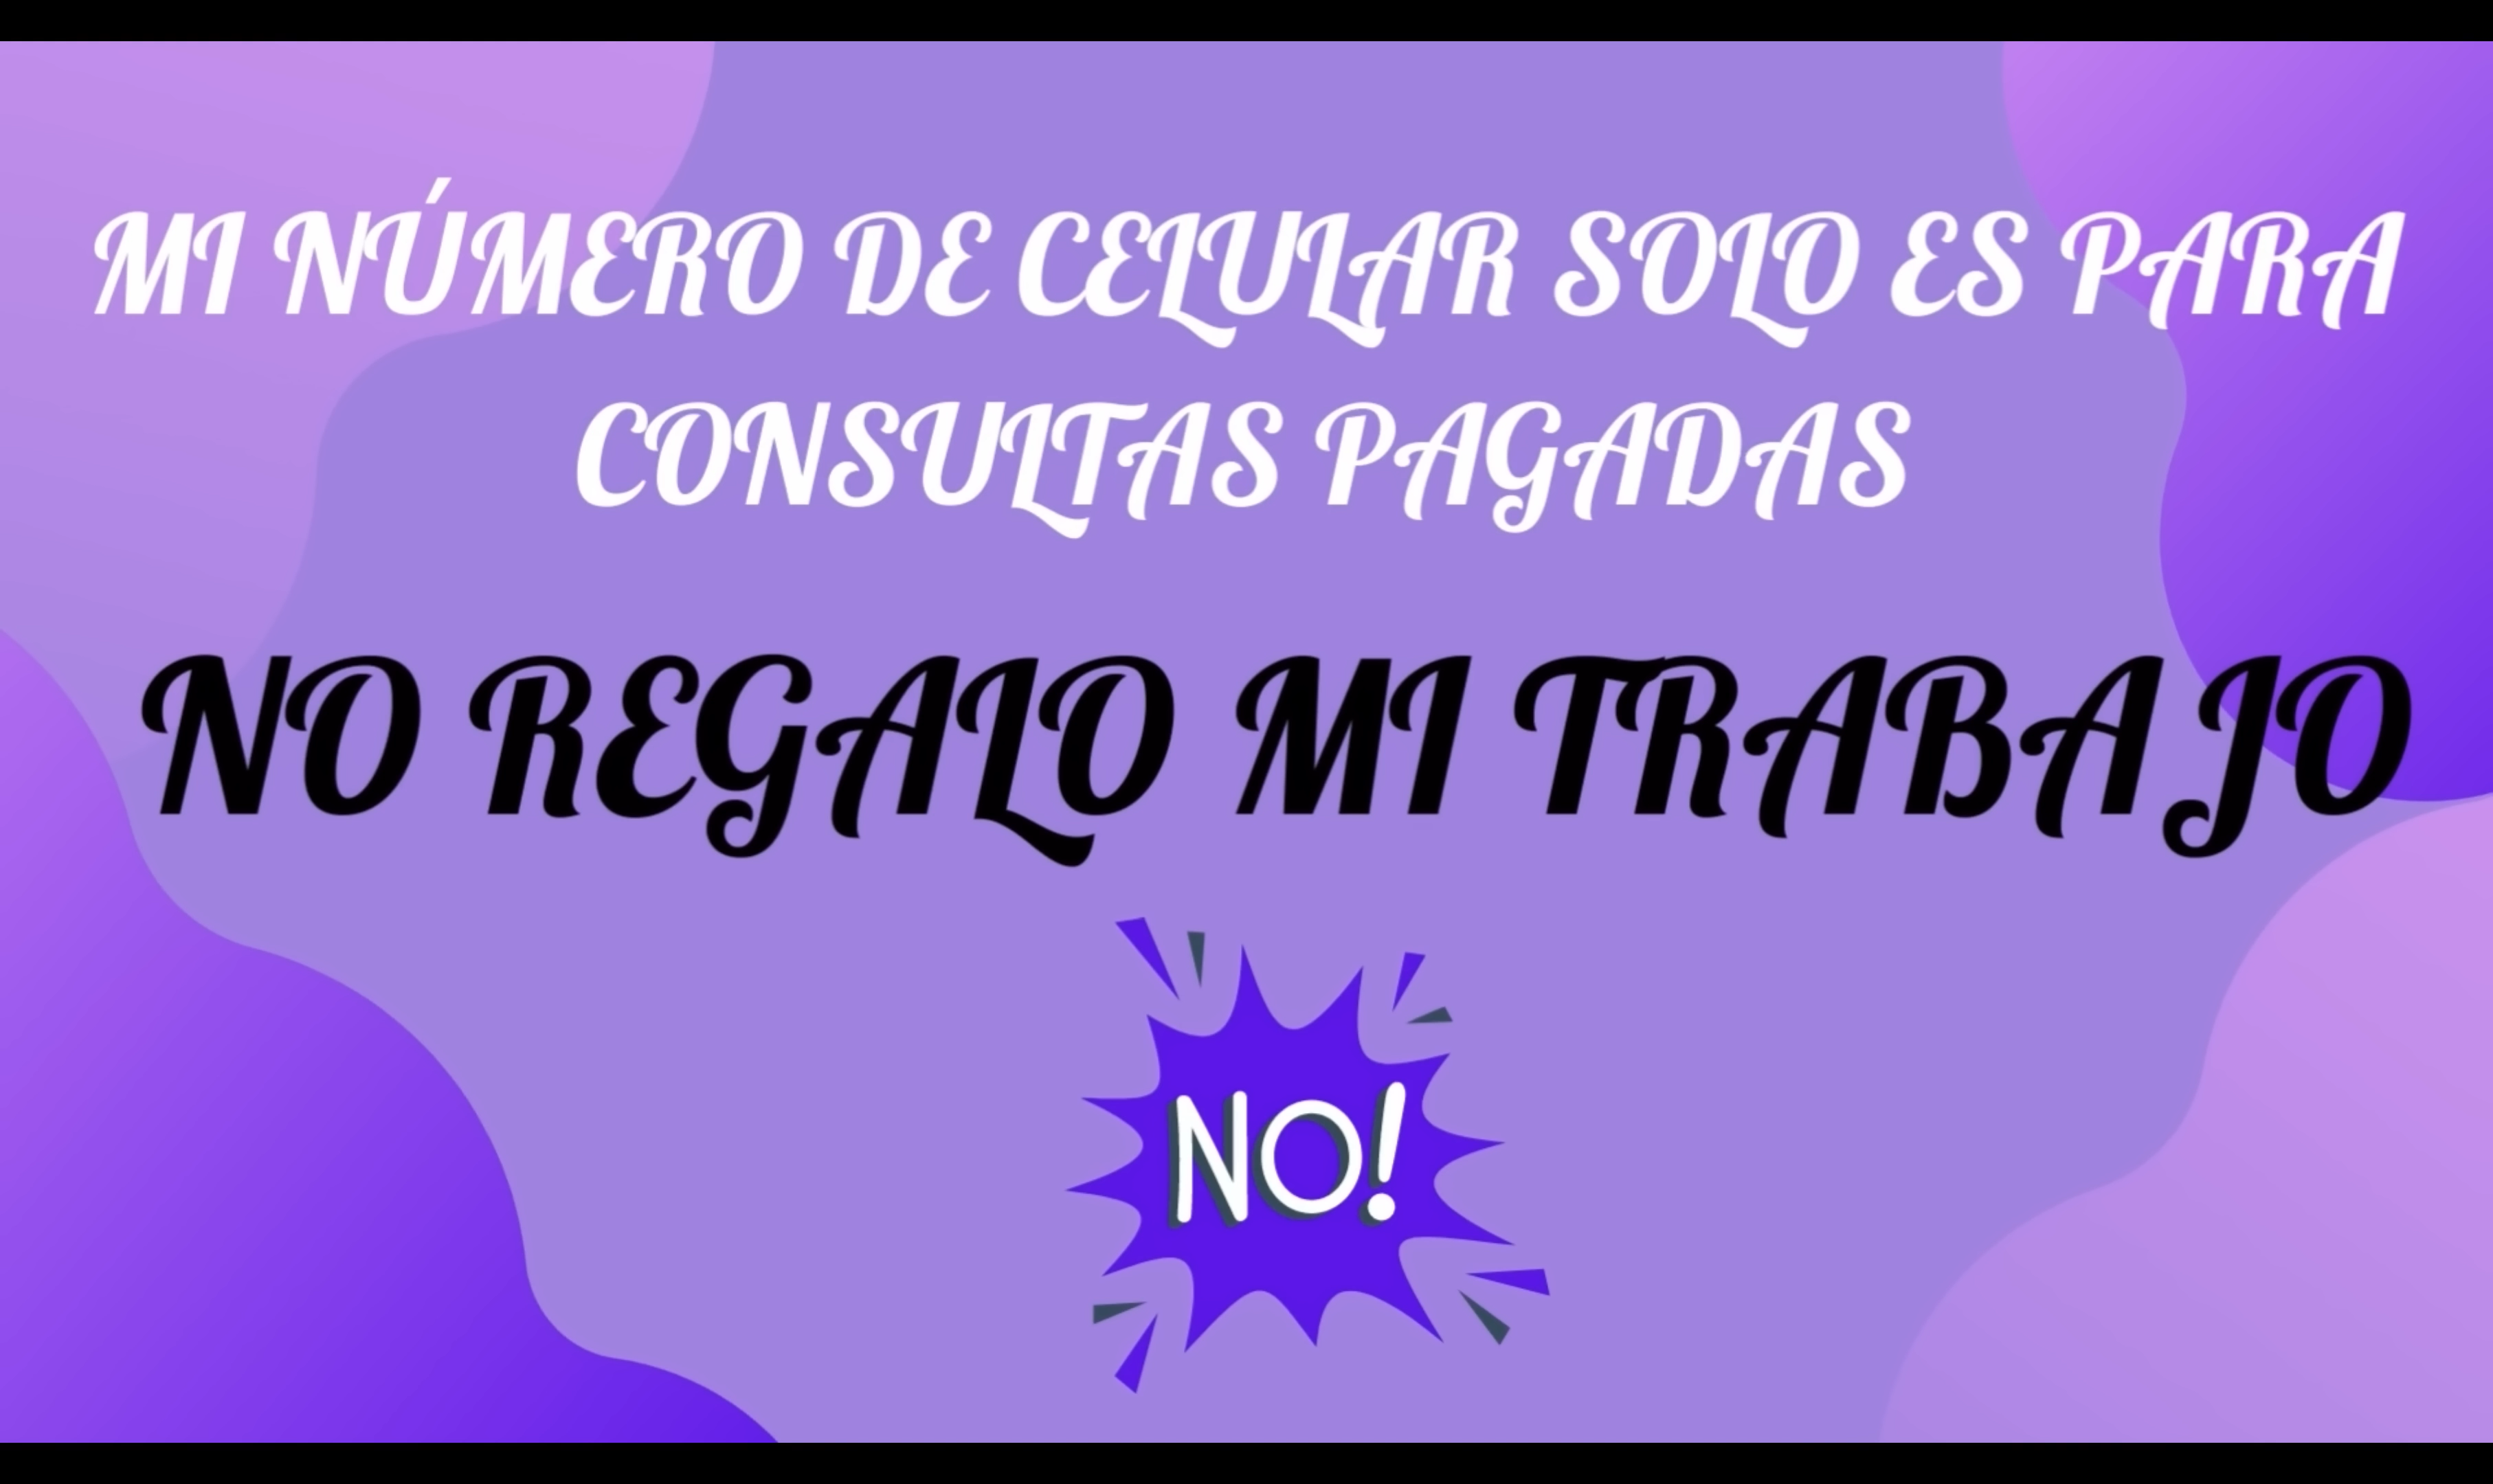 MI NÚMERO DE CELULAR SOLO ES PARA
CONSULTAS PAGADAS
NO REGALO MI TRABAJO
NO!